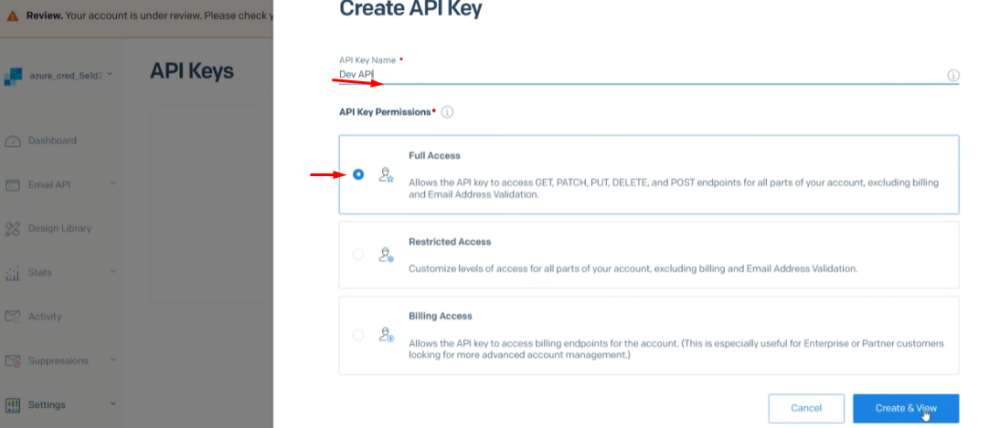 Create API Key
Review. Your account is under review. Please check
azure_cred_5e1d
API Keys
Dashboard
Email API
Design Library
Stats
Activity
Suppressions
Settings
API Key Name *
Dev API
API Key Permissions*
Full Access
Allows the API key to access GET, PATCH, PUT, DELETE, and POST endpoints for all parts of your account, excluding billing
and Email Address Validation.
Restricted Access
Customize levels of access for all parts of your account, excluding billing and Email Address Validation.
Billing Access
Allows the API key to access billing endpoints for the account. (This is especially useful for Enterprise or Partner customers
looking for more advanced account management.)
Cancel
Create & View